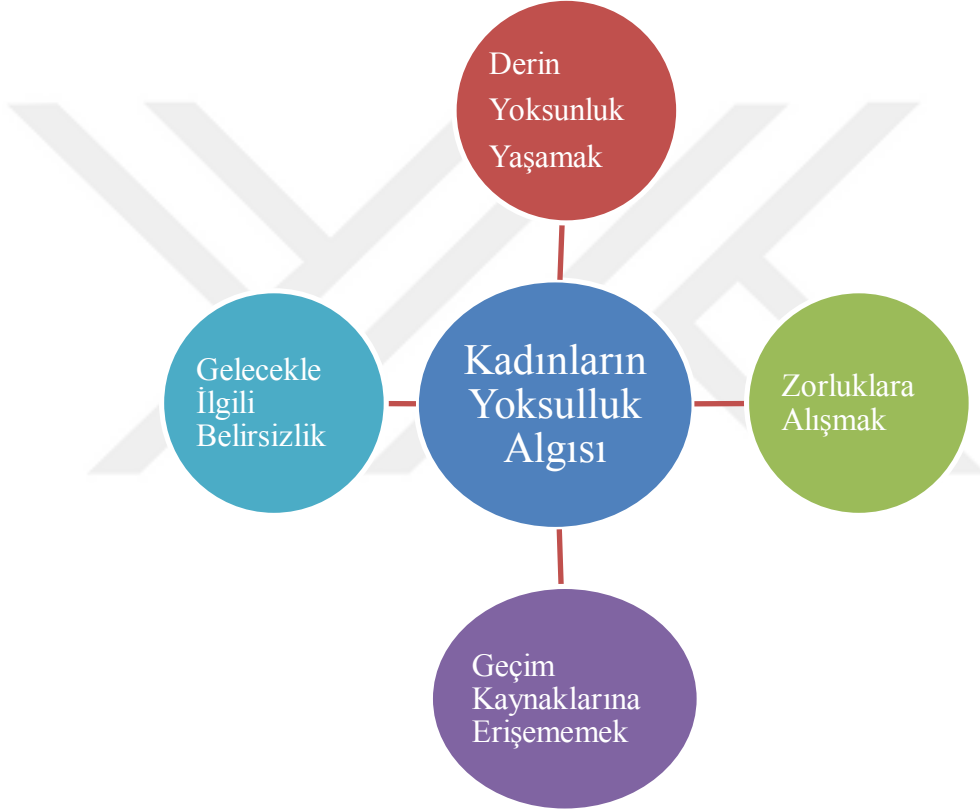 Derin
Yoksunluk
Yaşamak
Gelecekle
İlgili
Belirsizlik
Kadınların
Yoksulluk
Algısı
Zorluklara
Alışmak
Geçim
Kaynaklarına
Erişememek